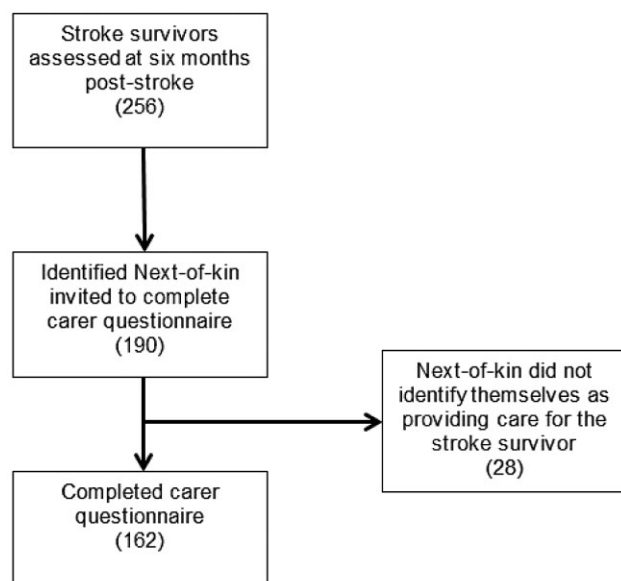 Stroke survivors
assessed at six months
post-stroke
(256)
Identified Next-of-kin
invited to complete
carer questionnaire
(190)
Next-of-kin did not
identify themselves as
providing care for the
stroke survivor
(28)
Completed carer
questionnaire
(162)